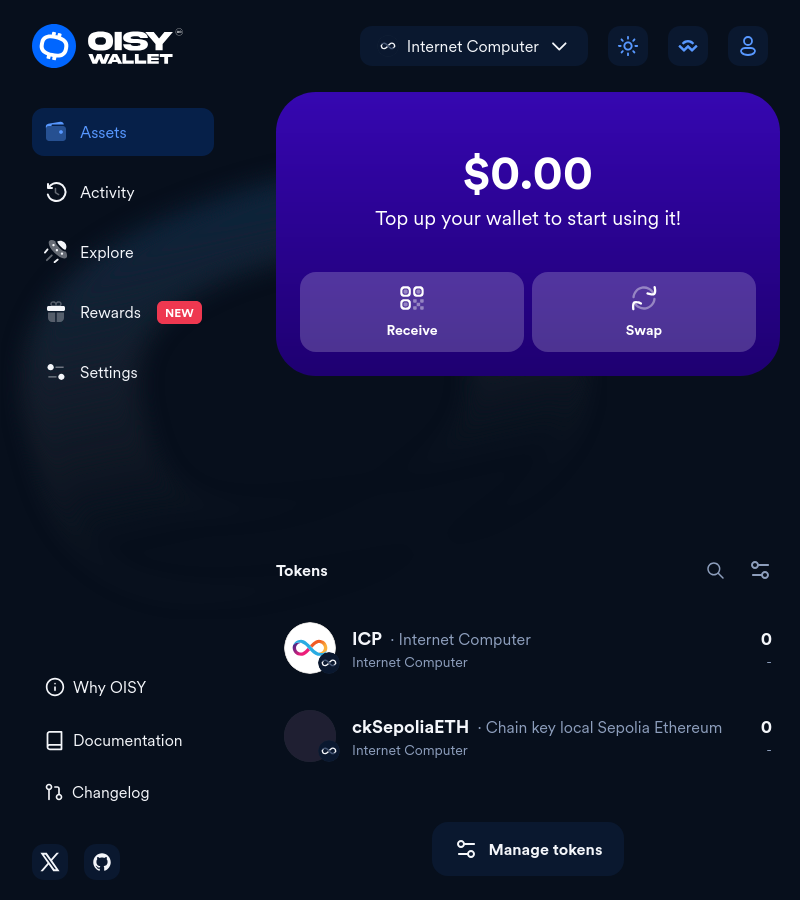 OISY
WALLET
Internet Computer
Assets
Activity
Explore
Rewards NEW
Settings
$0.00
Top up your wallet to start using it!
Receive
Swap
Tokens
ICP · Internet Computer
0
Internet Computer
-
ckSepoliaETH · Chain key local Sepolia Ethereum
0
Internet Computer
-
Why OISY
Documentation
Changelog
Manage tokens